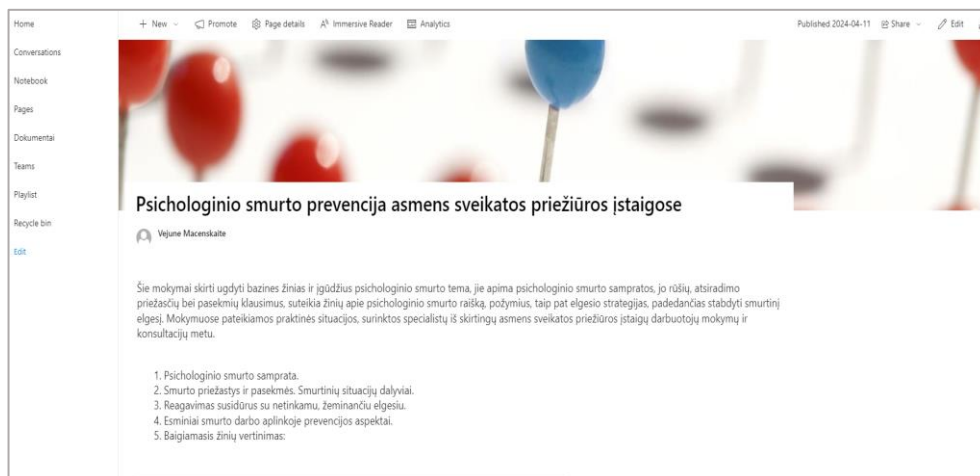 Home
Conversations
Notebook
Pages
Dokumentai
Teams
Playlist
Recycle bin
Edit
+ New
Promote
Page details
Immersive Reader
Analytics
Published 2024-04-11
Share
Edit
Psichologinio smurto prevencija asmens sveikatos priežiūros įstaigose
Vejune Macenskaite
Šie mokymai skirti ugdyti bazines žinias ir įgūdžius psichologinio smurto tema, jie apima psichologinio smurto sampratos, jo rūšių, atsiradimo
priežasčių bei pasekmių klausimus, suteikia žinių apie psichologinio smurto raišką, požymius, taip pat elgesio strategijas, padedančias stabdyti smurtinį
elgesį. Mokymuose pateikiamos praktinės situacijos, surinktos specialistų iš skirtingų asmens sveikatos priežiūros įstaigų darbuotojų mokymų ir
konsultacijų metu.
1. Psichologinio smurto samprata.
2. Smurto priežastys ir pasekmės. Smurtinių situacijų dalyviai.
3. Reagavimas susidūrus su netinkamu, žeminančiu elgesiu.
4. Esminiai smurto darbo aplinkoje prevencijos aspektai.
5. Baigiamasis žinių vertinimas: